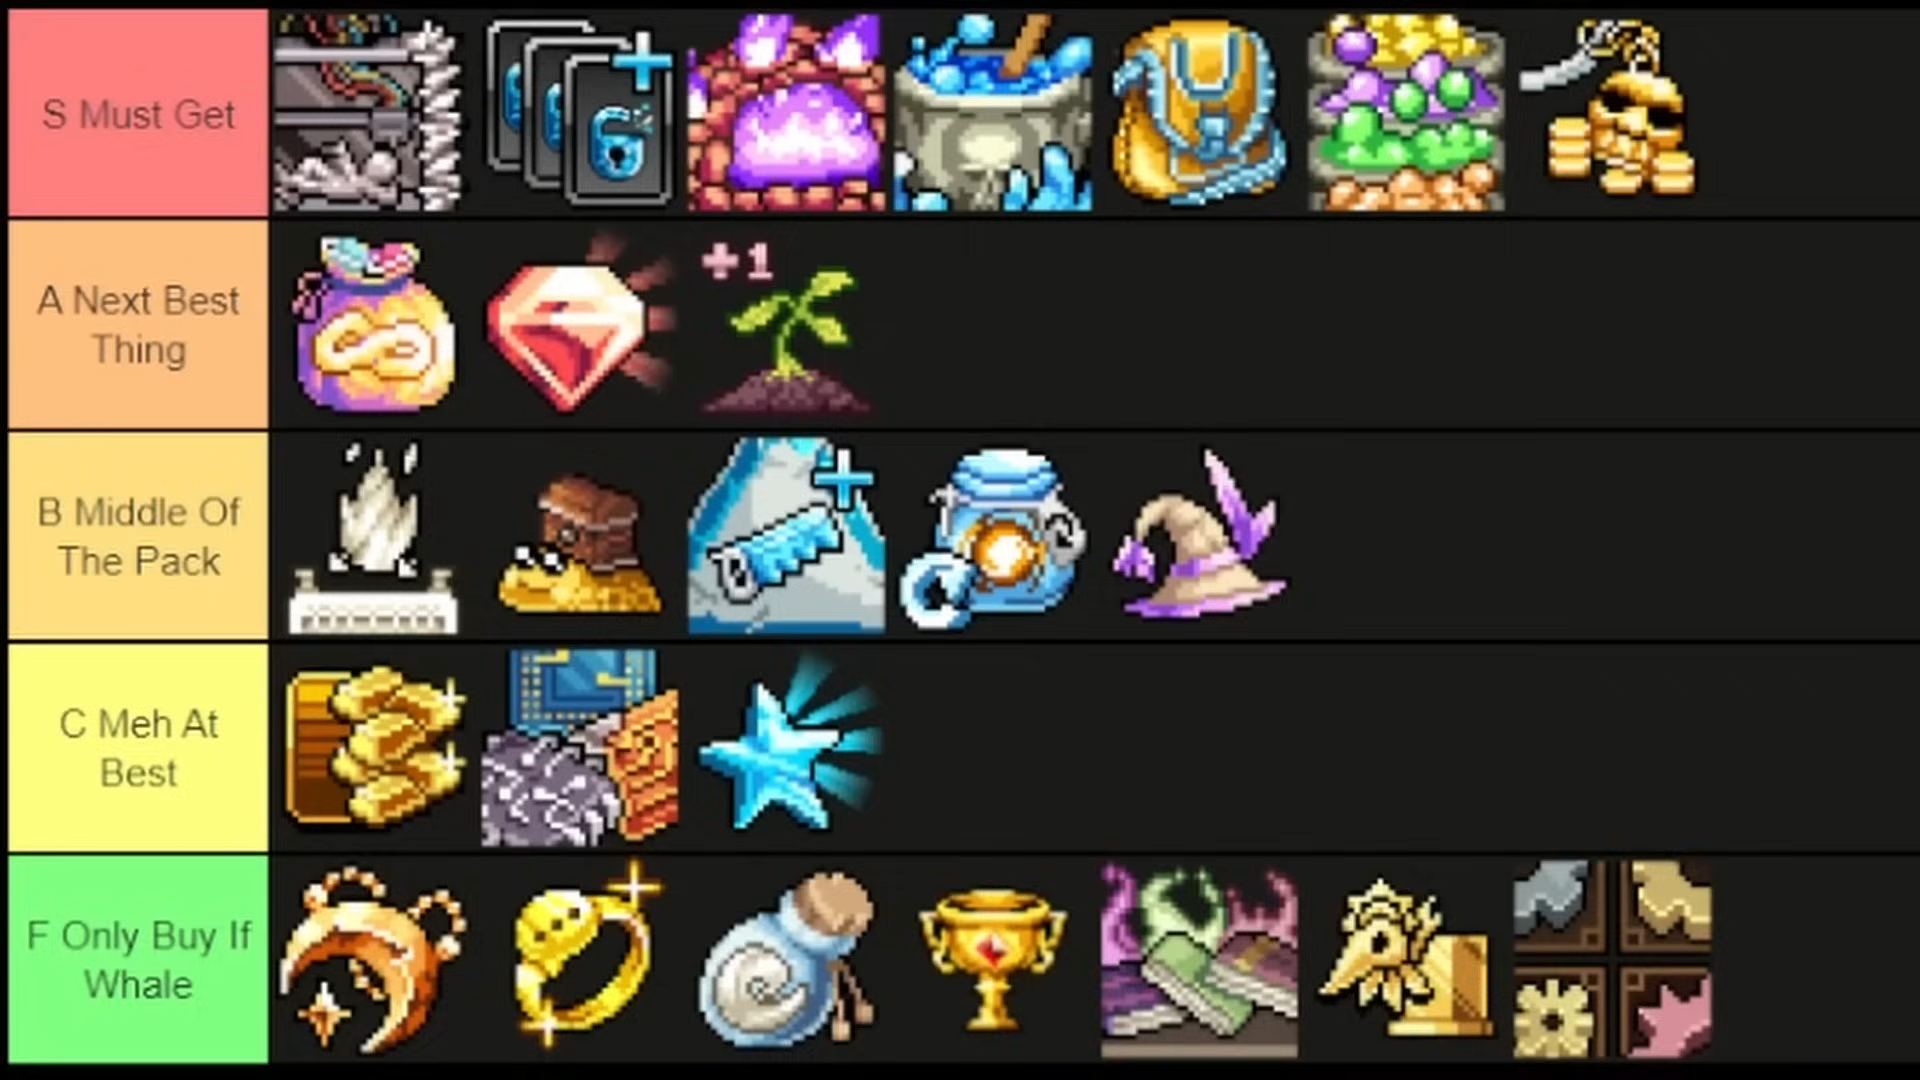 S Must Get
A Next Best
Thing
+1
B Middle Of
The Pack
C Meh At
Best
F Only Buy If
Whale